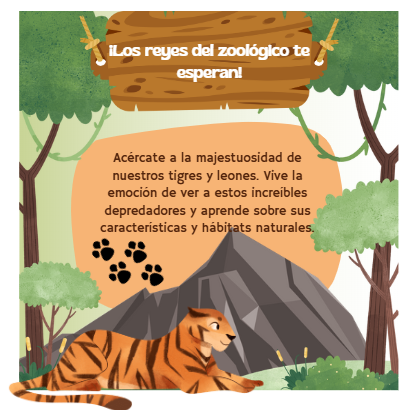 ¡Los reyes del zoológico te
esperan!
Acércate a la majestuosidad de
nuestros tigres y leones. Vive la
emoción de ver a estos increíbles
depredadores y aprende sobre sus
características y hábitats naturales.